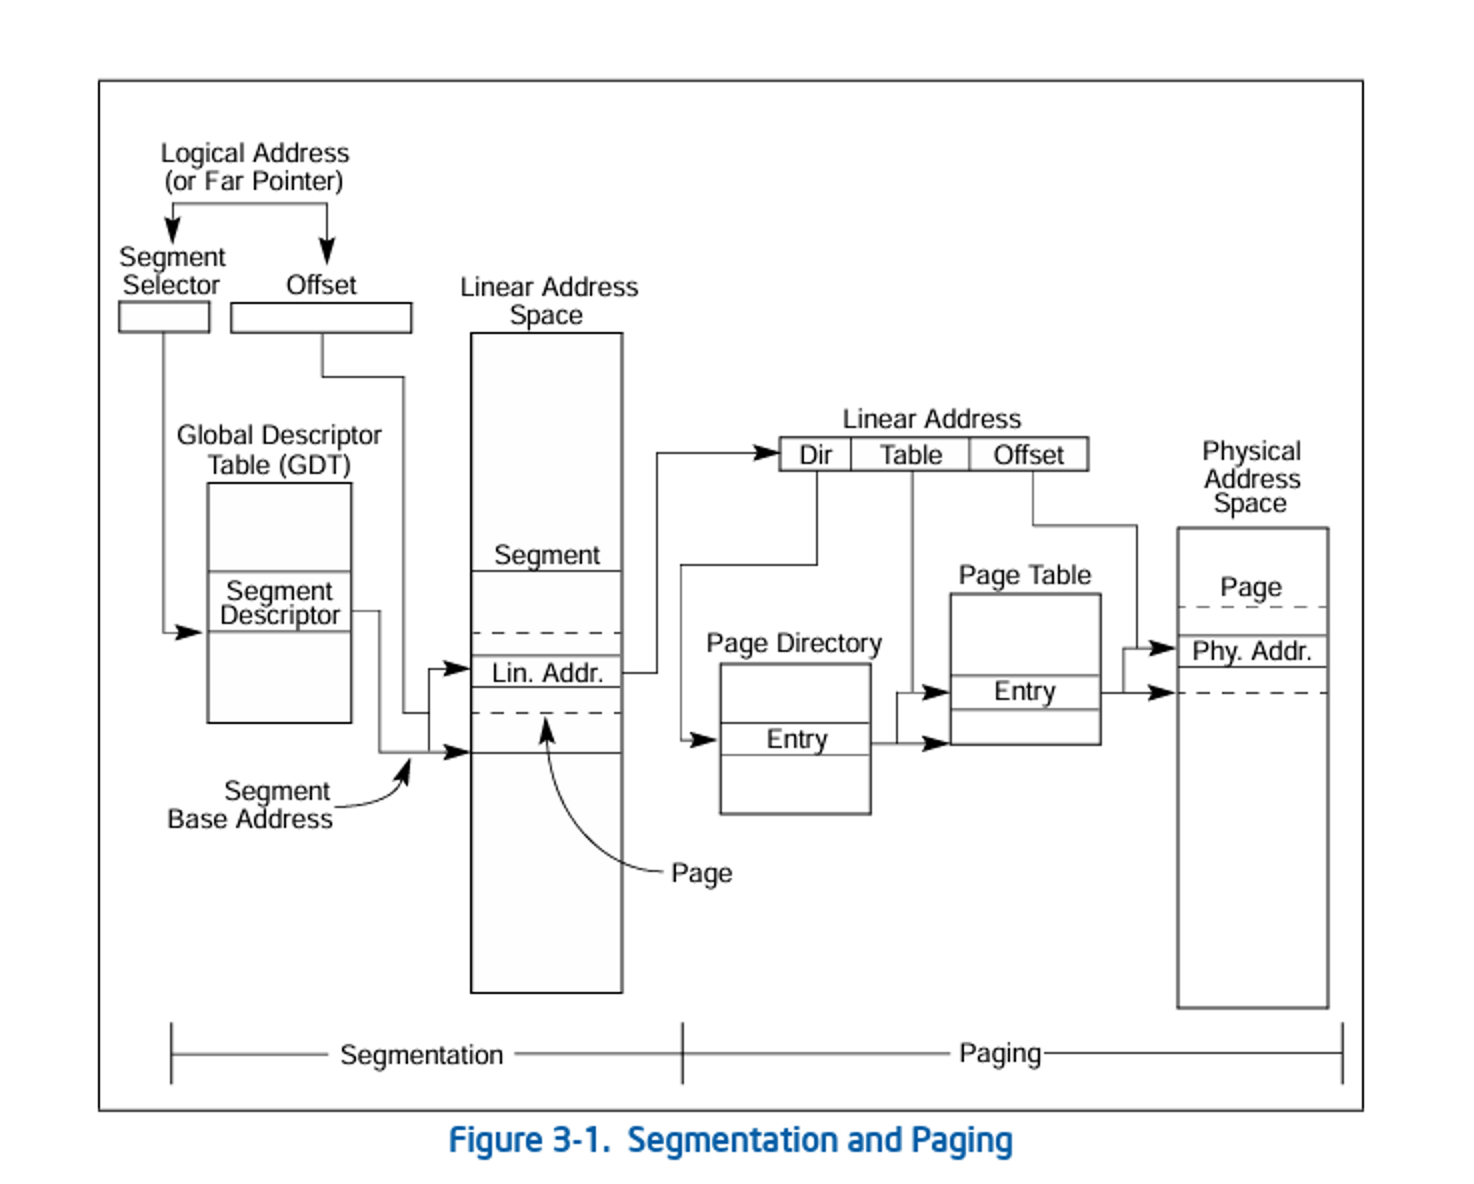 Logical Address
(or Far Pointer)
Segment
Selector
Offset
Linear Address
Space
Global Descriptor
Table (GDT)
Segment
Descriptor
Segment
Lin. Addr.
Segment
Base Address
Page
Linear Address
Dir Table Offset
Physical
Address
Space
Page Table
Page
Page Directory
Phy. Addr.
Entry
Entry
Segmentation
Paging
Figure 3-1. Segmentation and Paging